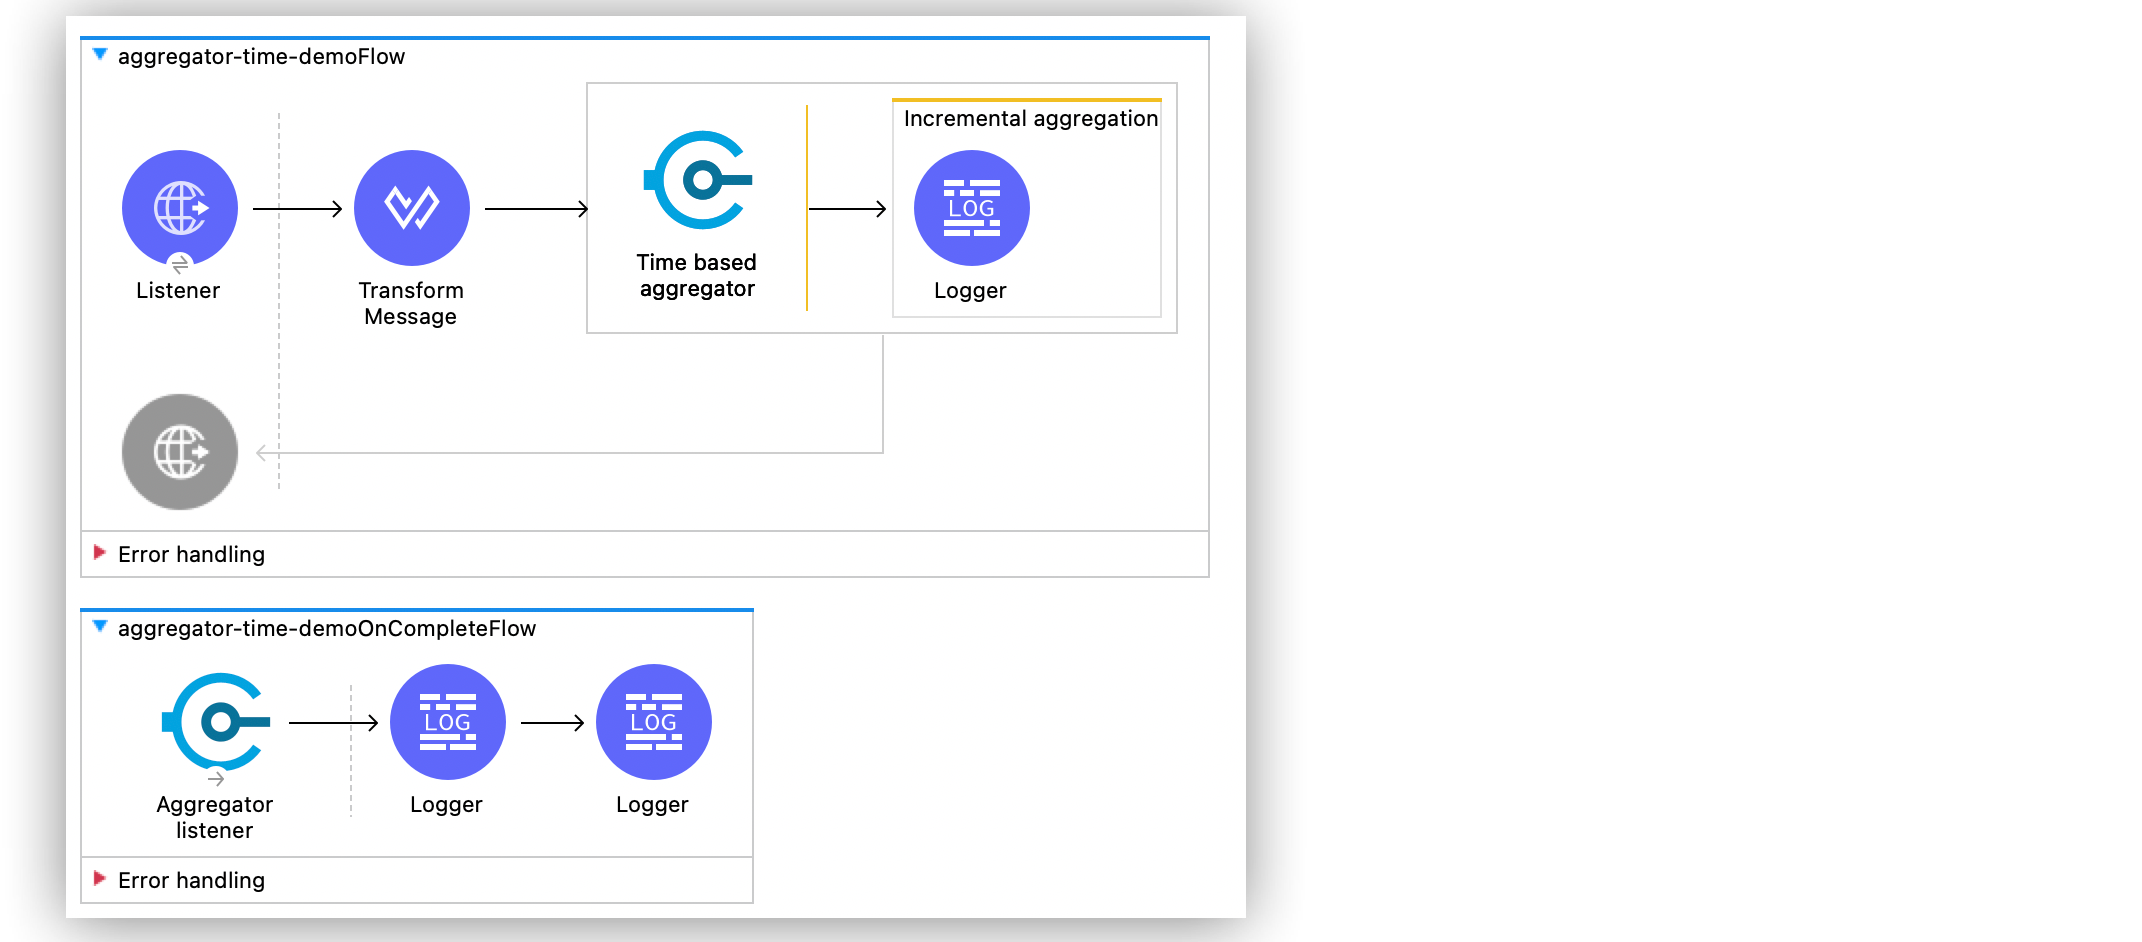 aggregator-time-demoFlow
Incremental aggregation
LOG
Time based
aggregator
Listener
Transform
Message
Logger
Error handling
aggregator-time-demoOnCompleteFlow
LOG
LOG
Aggregator
listener
Logger
Logger
Error handling